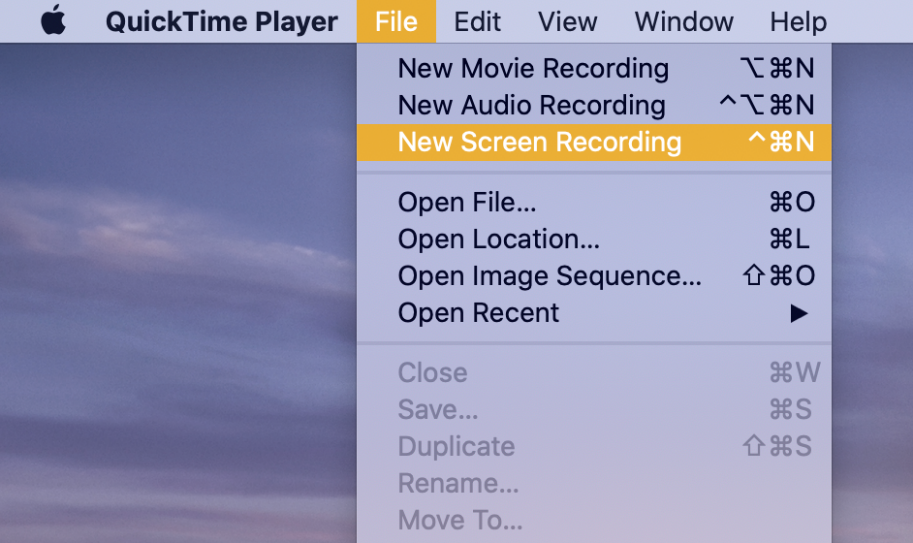 QuickTime Player File Edit View Window Help
New Movie Recording ⌥⌘N
New Audio Recording ^⌥⌘N
New Screen Recording ^⌘N
Open File... ⌘O
Open Location... ⌘L
Open Image Sequence... ⇧⌘O
Open Recent ▶
Close ⌘W
Save... ⌘S
Duplicate ⇧⌘S
Rename...
Move To...